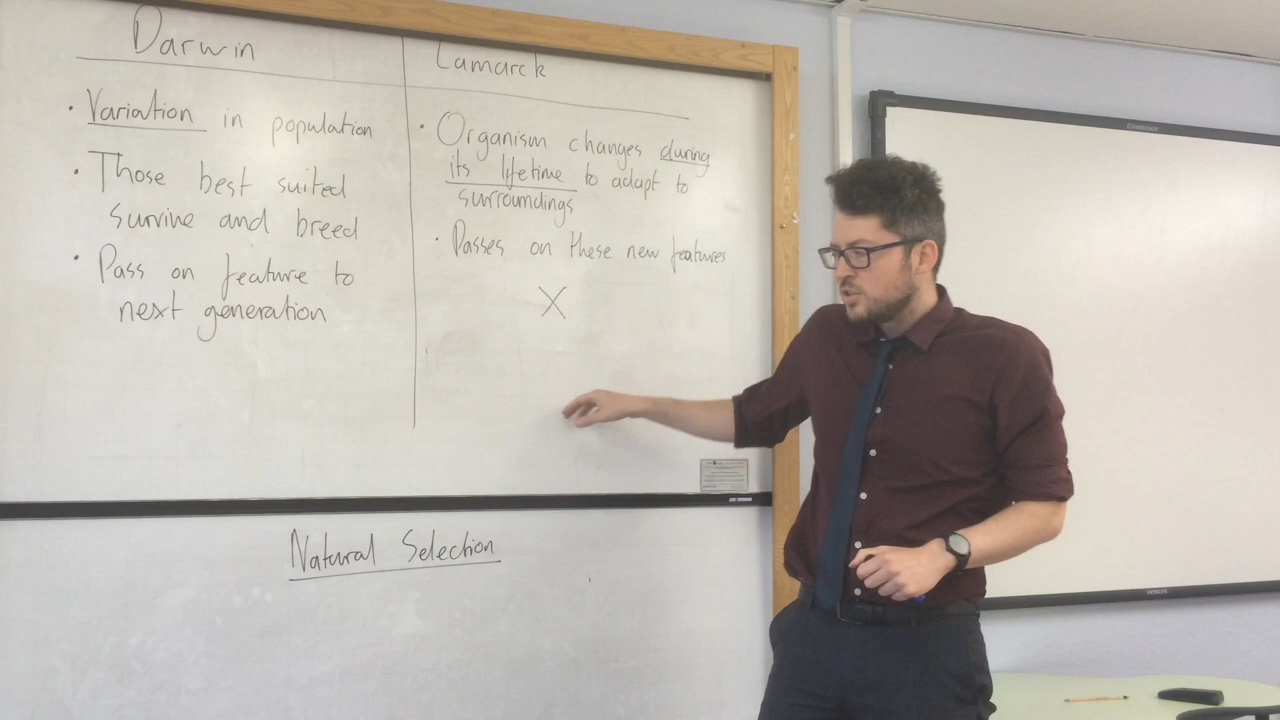 Darwin
• Variation in population
• Those best suited
survive and breed
• Pass on feature to
next generation
Lamarck
• Organism changes during
its lifetime to adapt to
surroundings
• Passes on these new features
X
Natural Selection
HITACHI